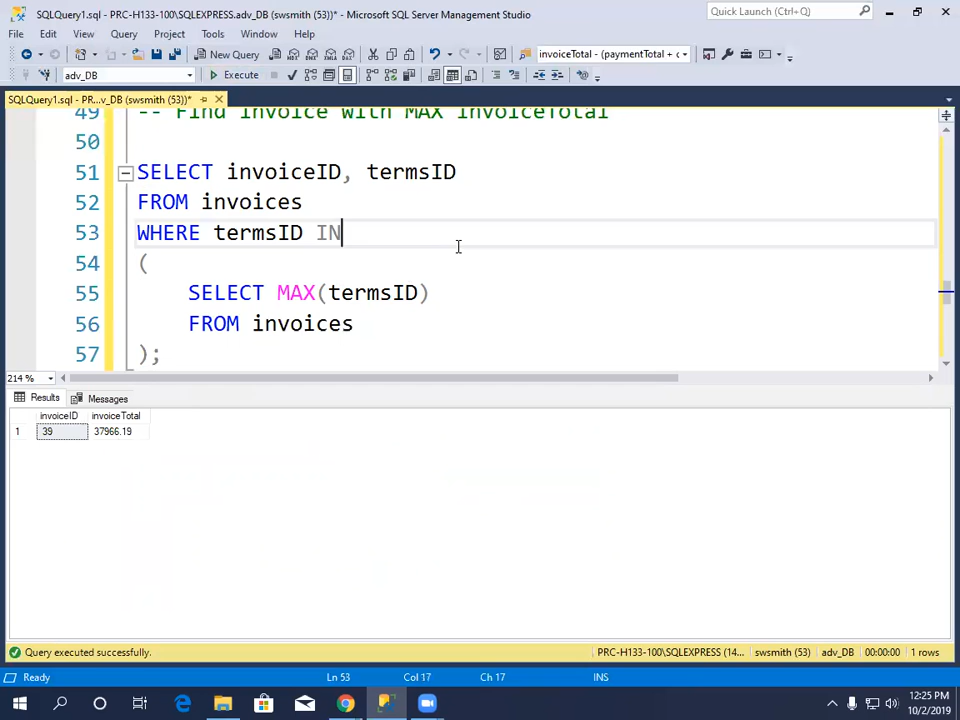 SQLQuery1.sql - PRC-H133-100\SQLEXPRESS.adv_DB (swsmith (53))* - Microsoft SQL Server Management Studio
Quick Launch (Ctrl+Q)
File Edit View Query Project Tools Window Help
New Query
invoiceTotal - (paymentTotal + c
adv_DB
Execute
SQLQuery1.sql - PR...v_DB (swsmith (53))*
49 -- Find invoice with MAX invoiceTotal
50
51 SELECT invoiceID, termsID
52 FROM invoices
53 WHERE termsID IN
54 (
55 SELECT MAX(termsID)
56 FROM invoices
57 );
214 %
Results Messages
invoiceID invoiceTotal
1 39 37966.19
Query executed successfully. PRC-H133-100\SQLEXPRESS (14... swsmith (53) adv_DB 00:00:00 1 rows
Ready Ln 53 Col 17 Ch 17 INS
12:25 PM
10/2/2019